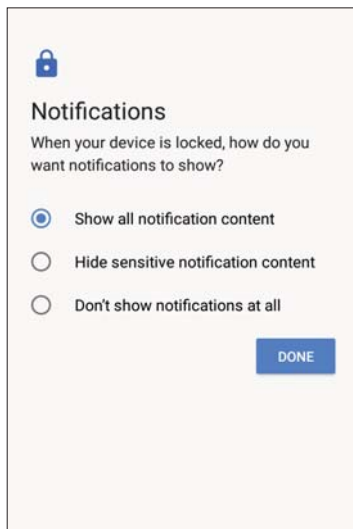 Notifications
When your device is locked, how do you
want notifications to show?
Show all notification content
Hide sensitive notification content
Don't show notifications at all
DONE